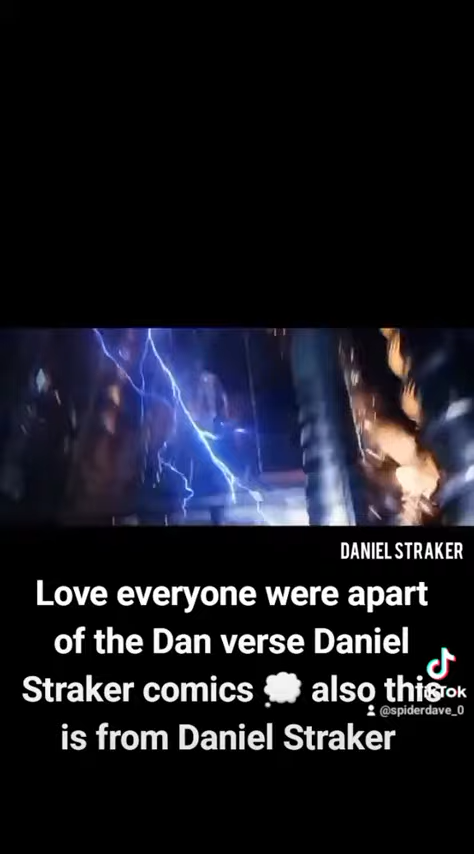 DANIEL STRAKER
Love everyone were apart
of the Dan verse Daniel
Straker comics 💭 also this
TikTok
@spiderdave_0
is from Daniel Straker